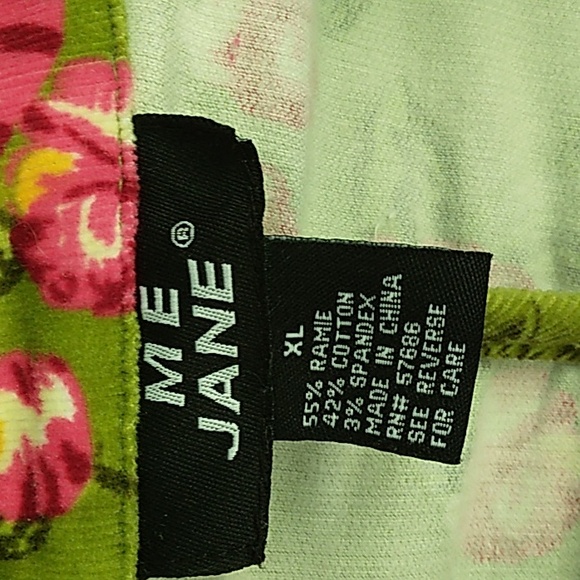 ME
JANE®
XL
55% RAMIE
42% COTTON
3% SPANDEX
MADE IN CHINA
RN# 57686
SEE REVERSE
FOR CARE